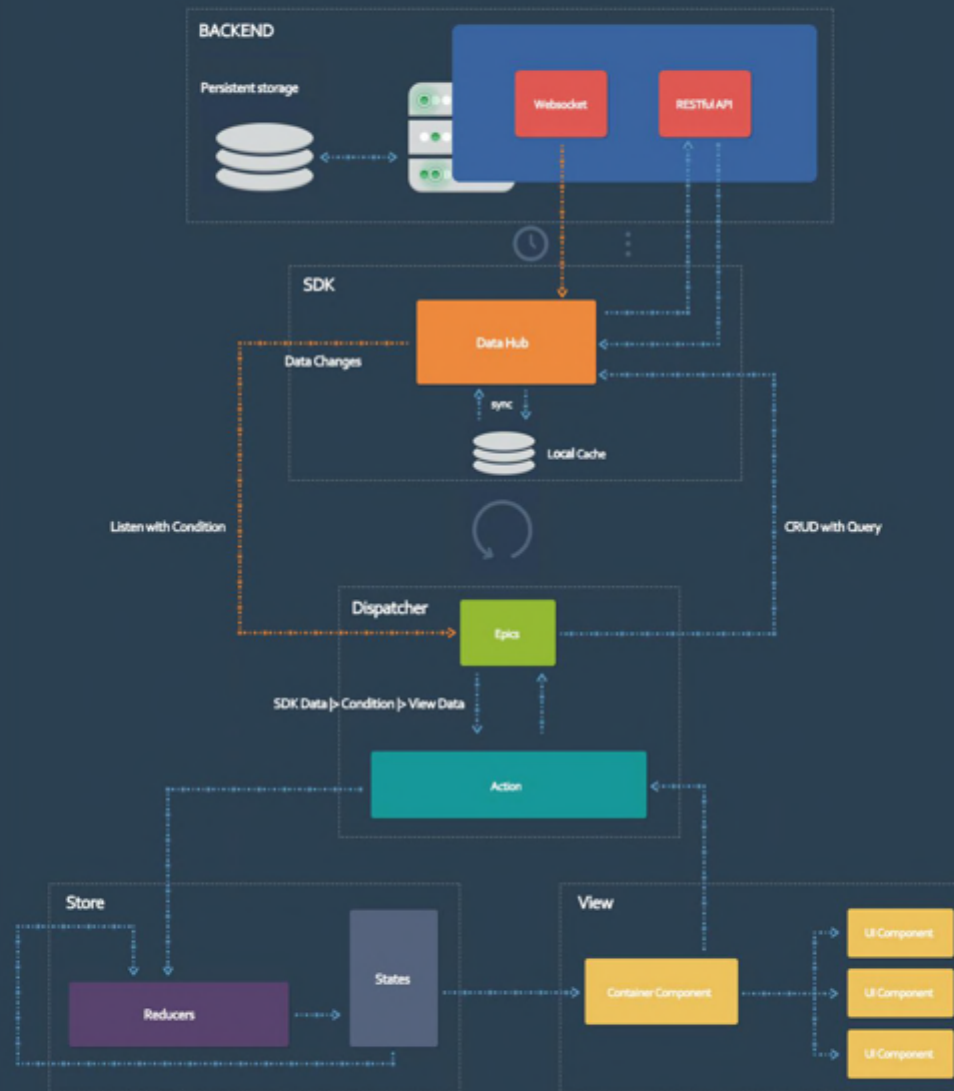 BACKEND
Persistent storage
Websocket
RESTful API
SDK
Data Hub
Data Changes
sync
Local Cache
Listen with Condition
CRUD with Query
Dispatcher
Epics
SDK Data |> Condition |> View Data
Action
Store
View
States
Reducers
Container Component
UI Component
UI Component
UI Component